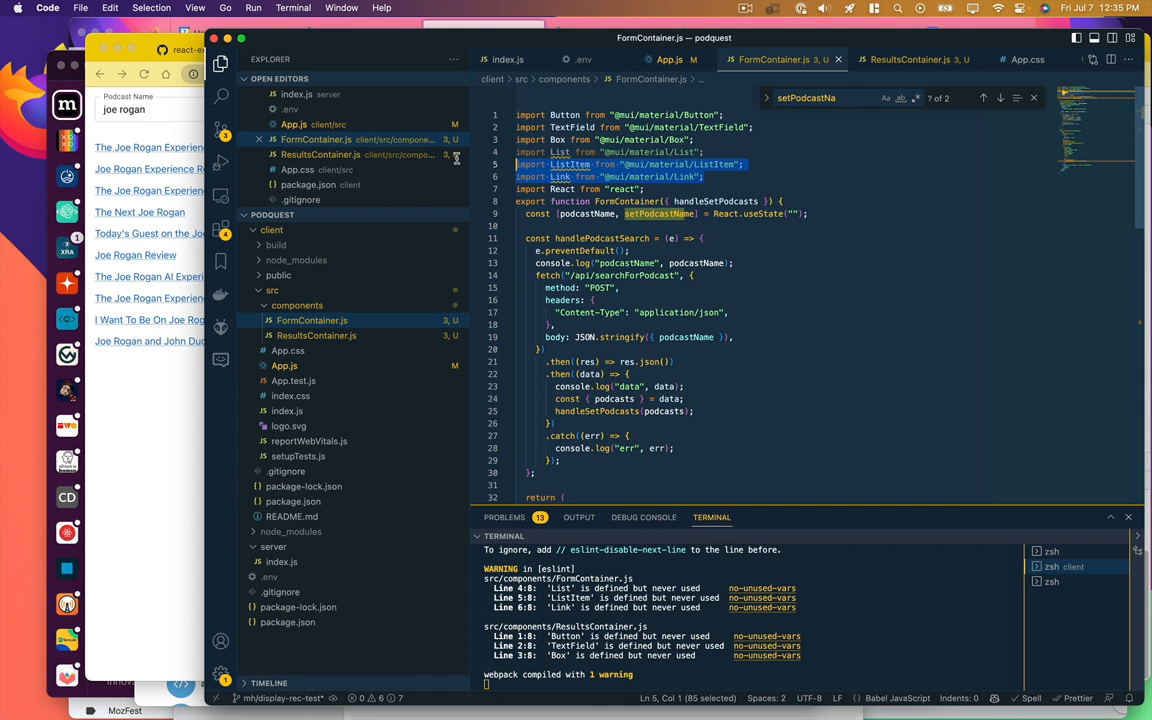 Code File Edit Selection View Go Run Terminal Window Help Fri Jul 7 12:35 PM
FormContainer.js — podquest
EXPLORER
OPEN EDITORS
index.js server
.env
App.js client/src M
FormContainer.js client/src/compone... 3, U
ResultsContainer.js client/src/compo... 3, U
App.css client/src
package.json client
.gitignore
PODQUEST
client
build
node_modules
public
src
components
FormContainer.js 3, U
ResultsContainer.js 3, U
App.css
App.js M
App.test.js
index.css
index.js
logo.svg
reportWebVitals.js
setupTests.js
.gitignore
package-lock.json
package.json
README.md
node_modules
server
index.js
.env
.gitignore
package-lock.json
package.json
TIMELINE
index.js .env App.js M FormContainer.js 3, U ResultsContainer.js 3, U App.css
client > src > components > FormContainer.js > ...
setPodcastNa Aa ab .* ? of 2
1 import Button from "@mui/material/Button";
2 import TextField from "@mui/material/TextField";
3 import Box from "@mui/material/Box";
4 import List from "@mui/material/List";
5 import ListItem from "@mui/material/ListItem";
6 import Link from "@mui/material/Link";
7 import React from "react";
8 export function FormContainer({ handleSetPodcasts }) {
9 const [podcastName, setPodcastName] = React.useState("");
10
11 const handlePodcastSearch = (e) => {
12 e.preventDefault();
13 console.log("podcastName", podcastName);
14 fetch("/api/searchForPodcast", {
15 method: "POST",
16 headers: {
17 "Content-Type": "application/json",
18 },
19 body: JSON.stringify({ podcastName }),
20 })
21 .then((res) => res.json())
22 .then((data) => {
23 console.log("data", data);
24 const { podcasts } = data;
25 handleSetPodcasts(podcasts);
26 })
27 .catch((err) => {
28 console.log("err", err);
29 });
30 };
31
32 return (
PROBLEMS 13 OUTPUT DEBUG CONSOLE TERMINAL
TERMINAL
To ignore, add // eslint-disable-next-line to the line before.
WARNING in [eslint]
src/components/FormContainer.js
Line 4:8: 'List' is defined but never used no-unused-vars
Line 5:8: 'ListItem' is defined but never used no-unused-vars
Line 6:8: 'Link' is defined but never used no-unused-vars
src/components/ResultsContainer.js
Line 1:8: 'Button' is defined but never used no-unused-vars
Line 2:8: 'TextField' is defined but never used no-unused-vars
Line 3:8: 'Box' is defined but never used no-unused-vars
webpack compiled with 1 warning
zsh
zsh client
zsh
mh/display-rec-test* 0 6 7 Ln 5, Col 1 (85 selected) Spaces: 2 UTF-8 LF Babel JavaScript Indents: 0 Spell Prettier
react-ex
Podcast Name
joe rogan
The Joe Rogan Experien
The Joe Rogan Experien
The Next Joe Rogan
Today's Guest on the Jo
Joe Rogan Review
The Joe Rogan AI Experi
The Joe Rogan Experien
I Want To Be On Joe Rog
Joe Rogan and John Duc
m
1
XRA
CD
3
4
1
MozFest